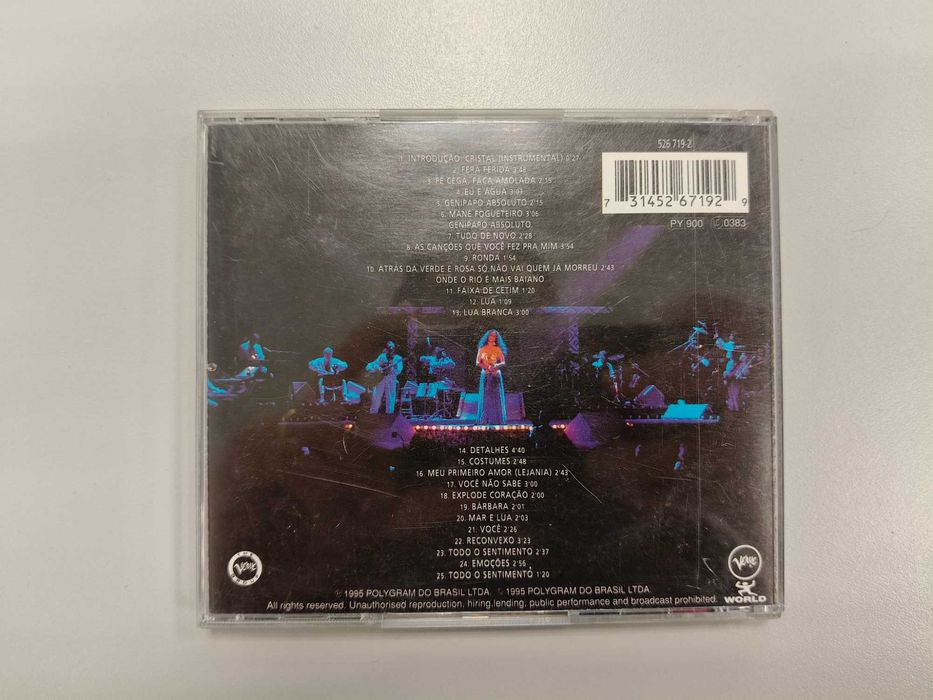 526 719-2
7 31452 67192 9
PY 900 LC 0383
1. INTRODUÇÃO: CRISTAL (INSTRUMENTAL) 0'27
2. FERA FERIDA 3'48
3. FÉ CEGA, FACA AMOLADA 2'15
4. EU E ÁGUA 3'03
5. GENIPAPO ABSOLUTO 2'15
6. MANÉ FOGUETEIRO 3'06
GENIPAPO ABSOLUTO
7. TUDO DE NOVO 2'28
8. AS CANÇÕES QUE VOCÊ FEZ PRA MIM 3'54
9. RONDA 1'54
10. ATRÁS DA VERDE E ROSA SÓ NÃO VAI QUEM JÁ MORREU 2'43
ONDE O RIO É MAIS BAIANO
11. FAIXA DE CETIM 1'20
12. LUA 1'09
13. LUA BRANCA 3'00
14. DETALHES 4'40
15. COSTUMES 2'48
16. MEU PRIMEIRO AMOR (LEJANIA) 2'43
17. VOCÊ NÃO SABE 3'00
18. EXPLODE CORAÇÃO 2'00
19. BÁRBARA 2'01
20. MAR E LUA 2'03
21. VOCÊ 2'26
22. RECONVEXO 3'23
23. TODO O SENTIMENTO 2'37
24. EMOÇÕES 2'56
25. TODO O SENTIMENTO 1'20
VERVE
VERVE
WORLD
℗ 1995 POLYGRAM DO BRASIL LTDA. © 1995 POLYGRAM DO BRASIL LTDA.
All rights reserved. Unauthorised reproduction, hiring, lending, public performance and broadcast prohibited.